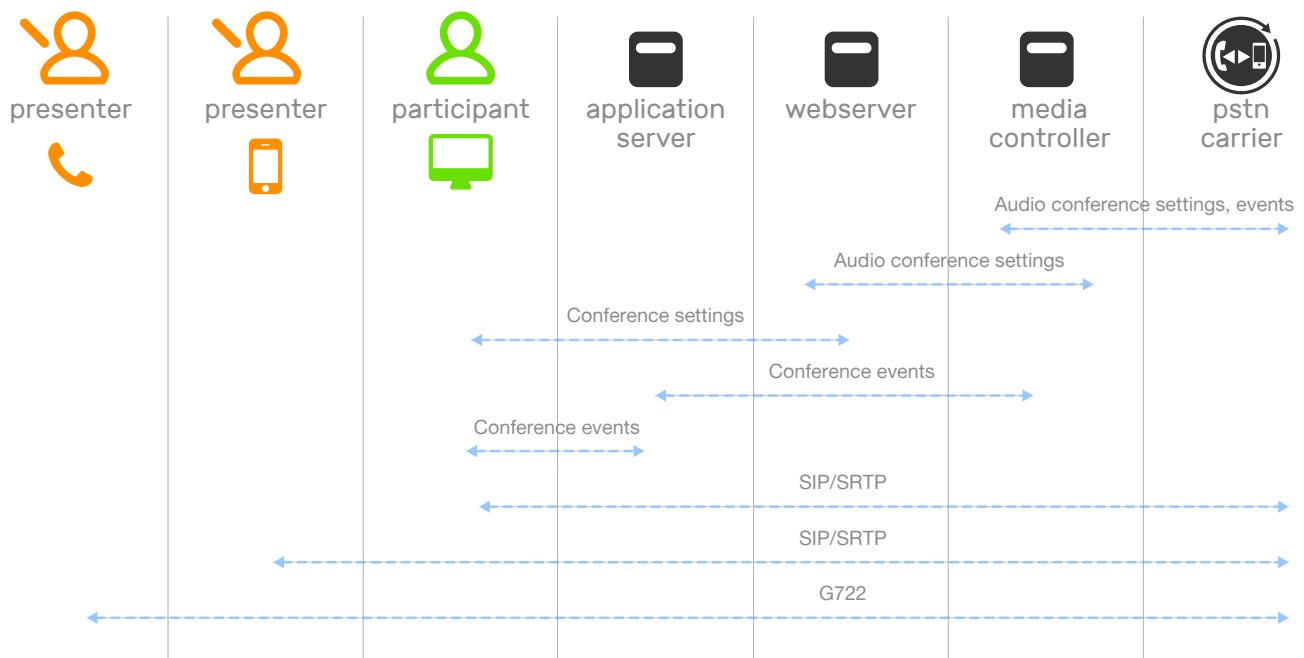 presenter
presenter
participant
application
server
webserver
media
controller
pstn
carrier
Audio conference settings, events
Audio conference settings
Conference settings
Conference events
Conference events
SIP/SRTP
SIP/SRTP
G722